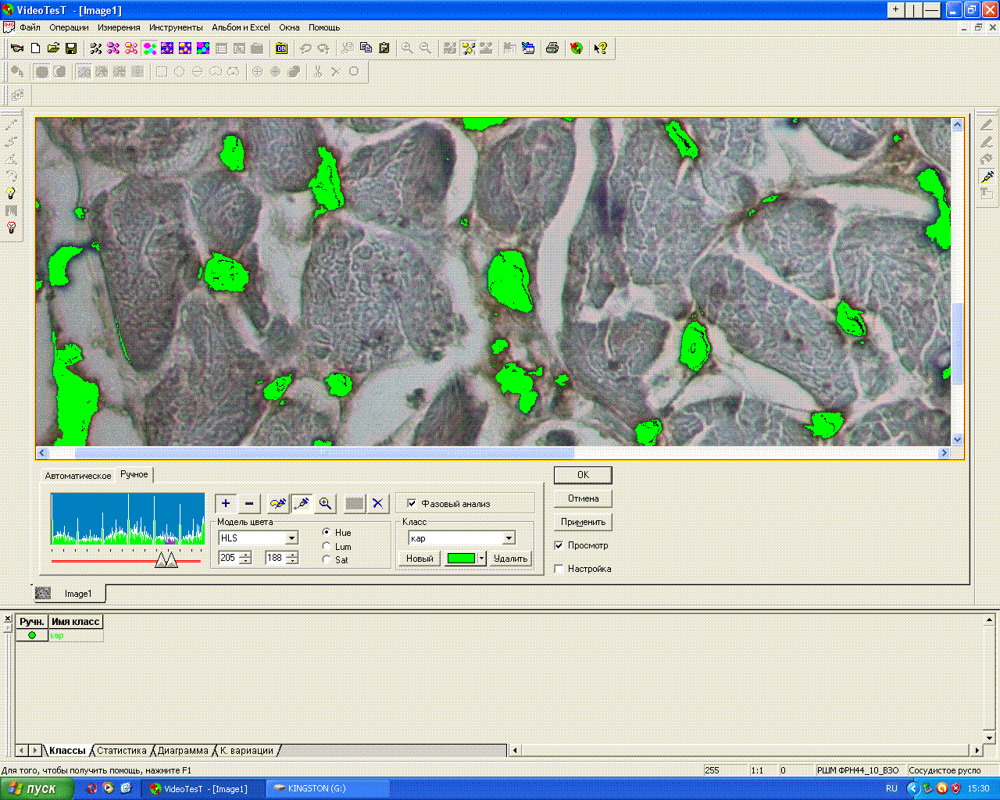 VideoTesT - [Image1]
Файл Операции Измерения Инструменты Альбом и Excel Окна Помощь
Автоматическое Ручное
Фазовый анализ
Модель цвета
HLS
205 188
Hue
Lum
Sat
Класс
кар
Новый Удалить
OK
Отмена
Применить
Просмотр
Настройка
Image1
Ручн. Имя класс
кар
Классы Статистика Диаграмма К. вариации
Для того, чтобы получить помощь, нажмите F1 255 1:1 0 РШМ ФРН44_10_ВЗО Сосудистое русло
пуск VideoTesT - [Image1] KINGSTON (G:) RU 15:30